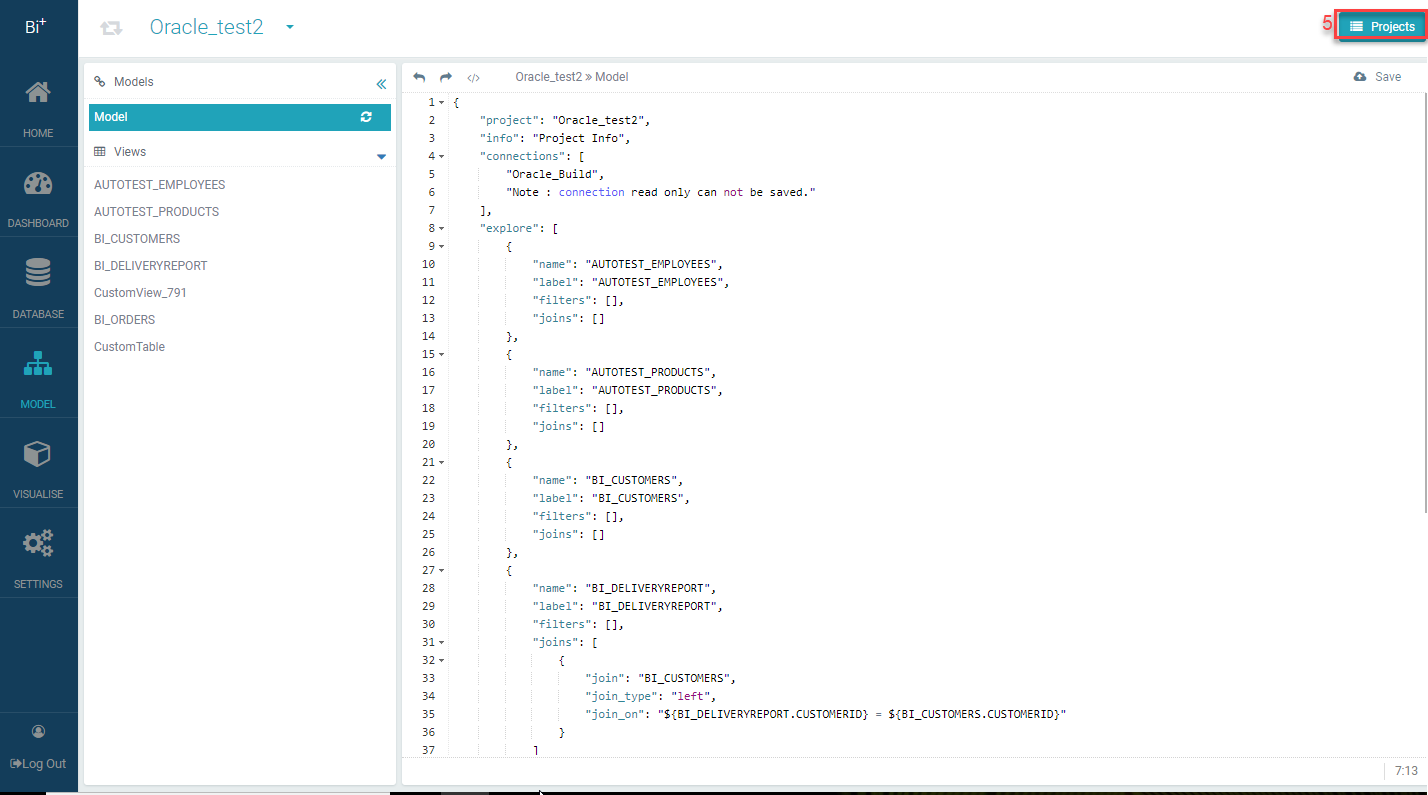 Bi+
Oracle_test2
5
Projects
HOME
DASHBOARD
DATABASE
MODEL
VISUALISE
SETTINGS
Log Out
Models
Model
Views
AUTOTEST_EMPLOYEES
AUTOTEST_PRODUCTS
BI_CUSTOMERS
BI_DELIVERYREPORT
CustomView_791
BI_ORDERS
CustomTable
</> Oracle_test2 » Model Save
1 {
2 "project": "Oracle_test2",
3 "info": "Project Info",
4 "connections": [
5 "Oracle_Build",
6 "Note : connection read only can not be saved."
7 ],
8 "explore": [
9 {
10 "name": "AUTOTEST_EMPLOYEES",
11 "label": "AUTOTEST_EMPLOYEES",
12 "filters": [],
13 "joins": []
14 },
15 {
16 "name": "AUTOTEST_PRODUCTS",
17 "label": "AUTOTEST_PRODUCTS",
18 "filters": [],
19 "joins": []
20 },
21 {
22 "name": "BI_CUSTOMERS",
23 "label": "BI_CUSTOMERS",
24 "filters": [],
25 "joins": []
26 },
27 {
28 "name": "BI_DELIVERYREPORT",
29 "label": "BI_DELIVERYREPORT",
30 "filters": [],
31 "joins": [
32 {
33 "join": "BI_CUSTOMERS",
34 "join_type": "left",
35 "join_on": "${BI_DELIVERYREPORT.CUSTOMERID} = ${BI_CUSTOMERS.CUSTOMERID}"
36 }
37 ]
7:13